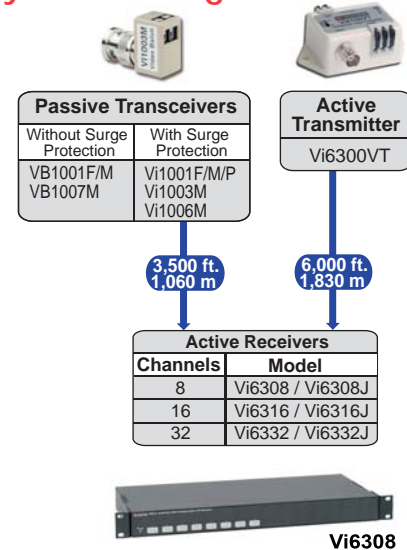 Vi1003M
Passive Transceivers
Without Surge Protection
With Surge Protection
VB1001F/M
VB1007M
Vi1001F/M/P
Vi1003M
Vi1006M
Active Transmitter
Vi6300VT
3,500 ft.
1,060 m
6,000 ft.
1,830 m
Active Receivers
Channels Model
8 Vi6308 / Vi6308J
16 Vi6316 / Vi6316J
32 Vi6332 / Vi6332J
Vi6308